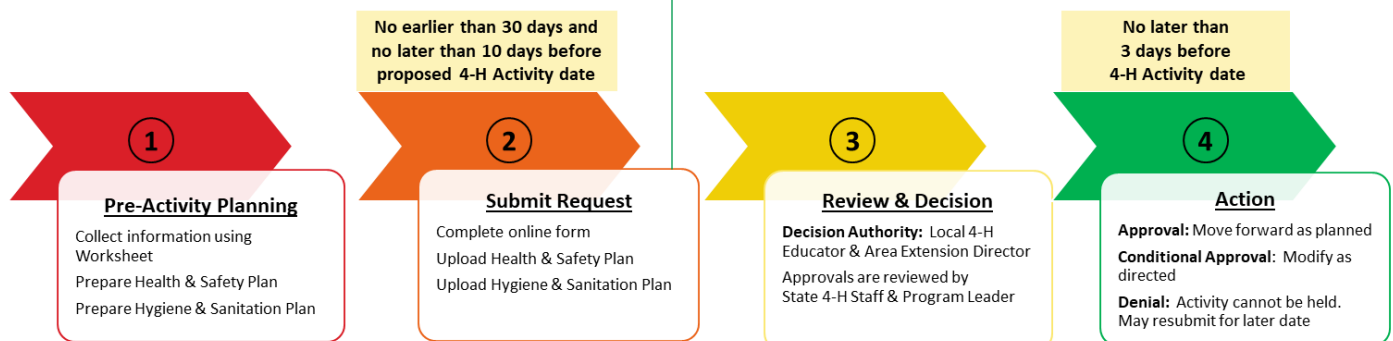 No earlier than 30 days and
no later than 10 days before
proposed 4-H Activity date
No later than
3 days before
4-H Activity date
1
Pre-Activity Planning
Collect information using
Worksheet
Prepare Health & Safety Plan
Prepare Hygiene & Sanitation Plan
2
Submit Request
Complete online form
Upload Health & Safety Plan
Upload Hygiene & Sanitation Plan
3
Review & Decision
Decision Authority: Local 4-H
Educator & Area Extension Director
Approvals are reviewed by
State 4-H Staff & Program Leader
4
Action
Approval: Move forward as planned
Conditional Approval: Modify as
directed
Denial: Activity cannot be held.
May resubmit for later date